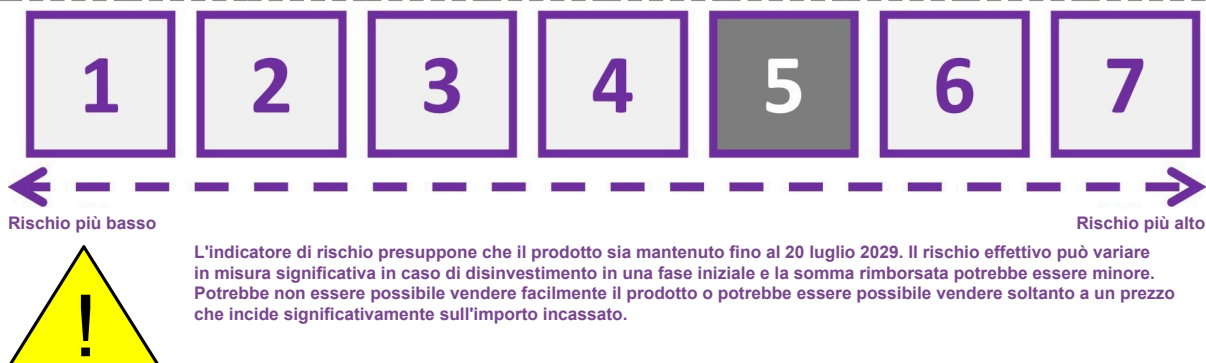 1 2 3 4 5 6 7
Rischio più basso Rischio più alto
L'indicatore di rischio presuppone che il prodotto sia mantenuto fino al 20 luglio 2029. Il rischio effettivo può variare
in misura significativa in caso di disinvestimento in una fase iniziale e la somma rimborsata potrebbe essere minore.
Potrebbe non essere possibile vendere facilmente il prodotto o potrebbe essere possibile vendere soltanto a un prezzo
che incide significativamente sull'importo incassato.
!